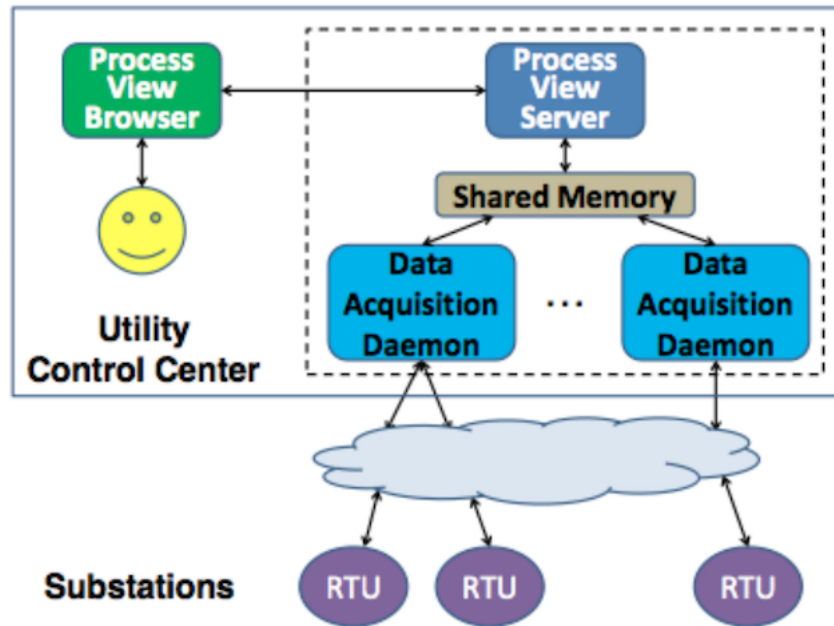 Process
View
Browser
Process
View
Server
Shared Memory
Data
Acquisition
Daemon
...
Data
Acquisition
Daemon
Utility
Control Center
Substations
RTU
RTU
RTU